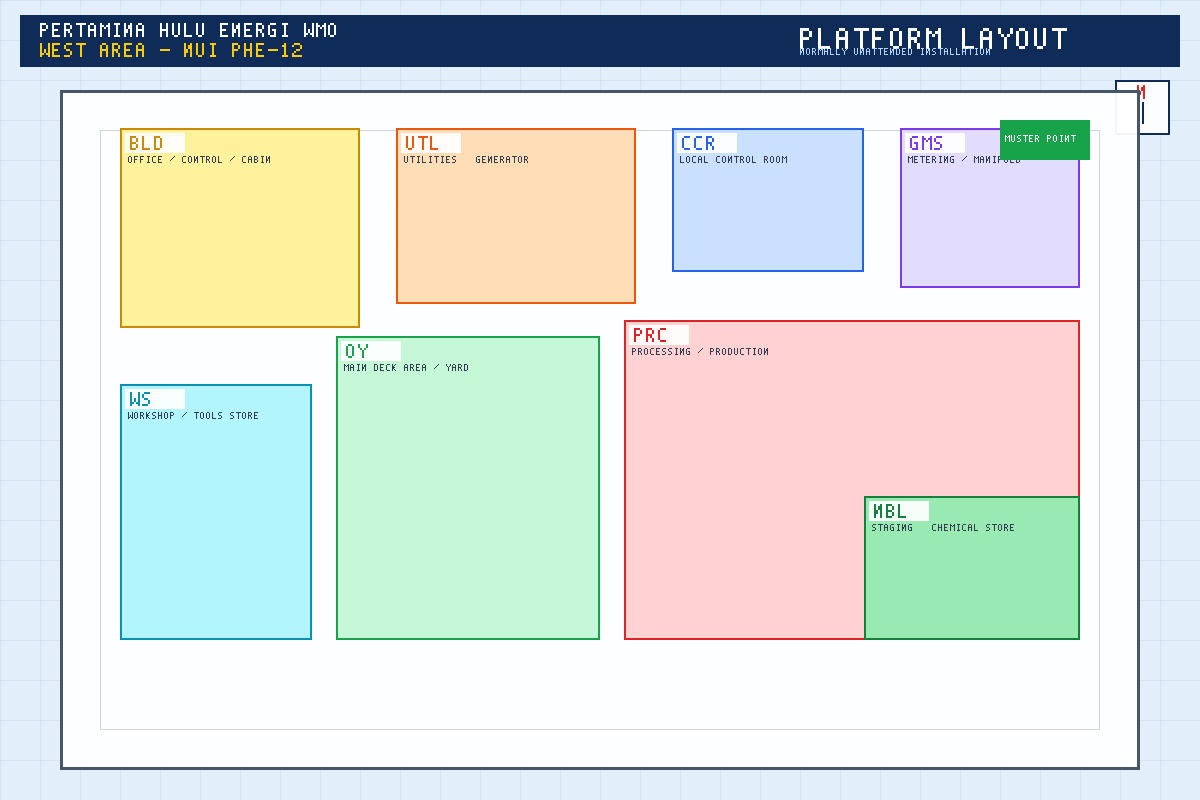 PERTAMINA HULU ENERGI WMO
WEST AREA - NUI PHE-12
PLATFORM LAYOUT
NORMALLY UNATTENDED INSTALLATION
N
MUSTER POINT
BLD
OFFICE / CONTROL / CABIN
UTL
UTILITIES   GENERATOR
CCR
LOCAL CONTROL ROOM
GMS
METERING / MANIFOLD
PRC
PROCESSING / PRODUCTION
OY
MAIN DECK AREA / YARD
WS
WORKSHOP / TOOLS STORE
NBL
STAGING   CHEMICAL STORE